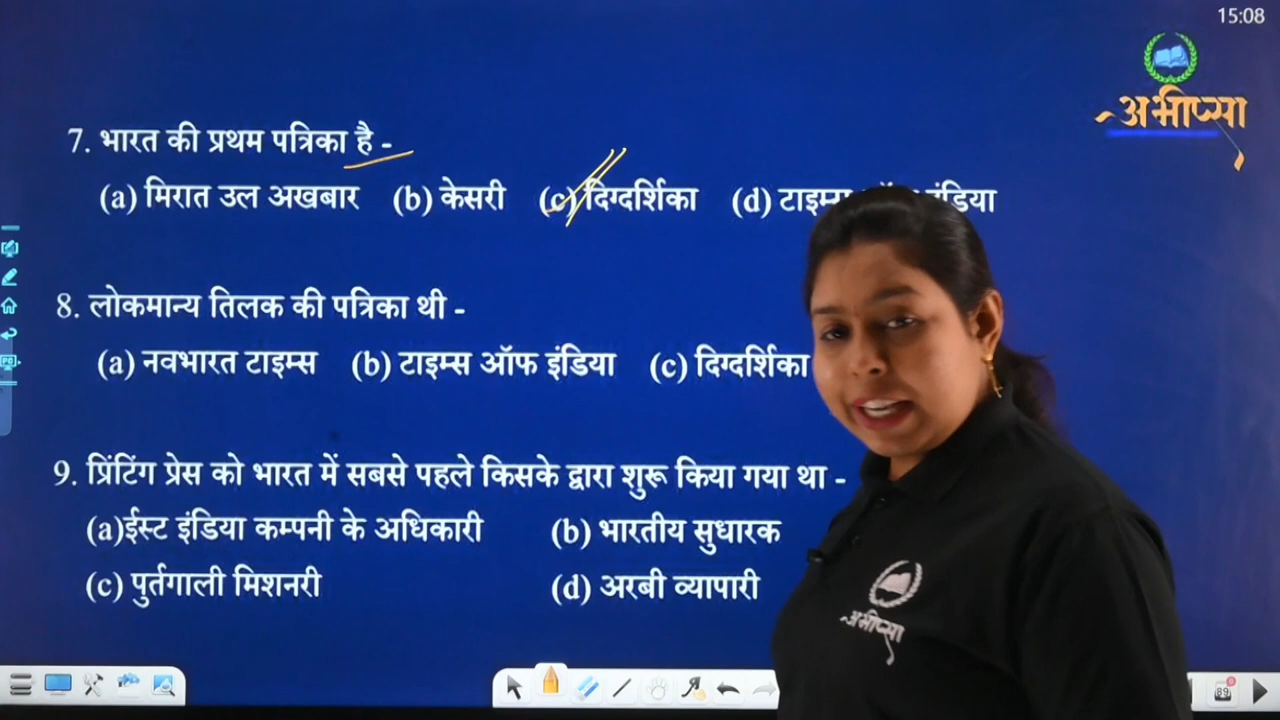 15:08
अभीप्सा
7. भारत की प्रथम पत्रिका है -
(a) मिरात उल अखबार (b) केसरी (c) दिग्दर्शिका (d) टाइम्स
8. लोकमान्य तिलक की पत्रिका थी -
(a) नवभारत टाइम्स (b) टाइम्स ऑफ इंडिया (c) दिग्दर्शिका
9. प्रिंटिंग प्रेस को भारत में सबसे पहले किसके द्वारा शुरू किया गया था -
(a)ईस्ट इंडिया कम्पनी के अधिकारी (b) भारतीय सुधारक
(c) पुर्तगाली मिशनरी (d) अरबी व्यापारी
अभीप्सा
89